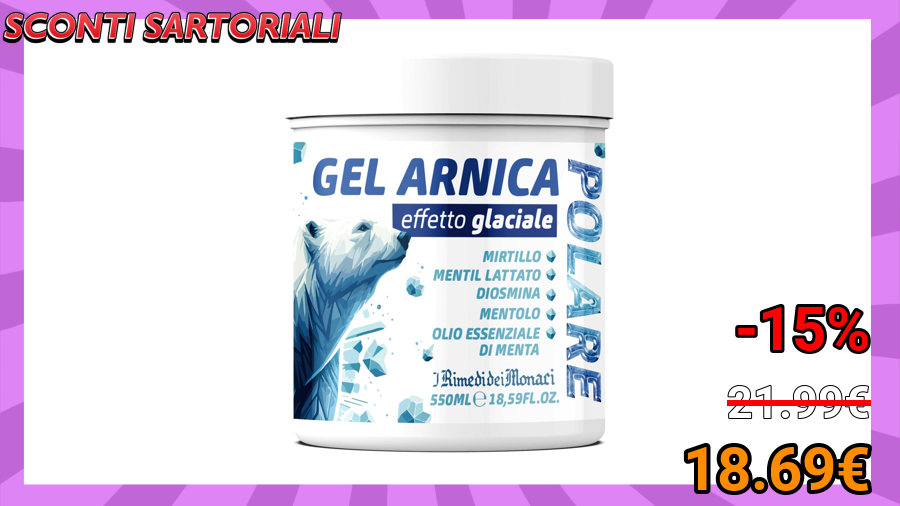 SCONTI SARTORIALI
GEL ARNICA
effetto glaciale
POLARE
MIRTILLO
MENTIL LATTATO
DIOSMINA
MENTOLO
OLIO ESSENZIALE
DI MENTA
I Rimedi dei Monaci
550ML℮18,59FL.OZ.
-15%
21.99€
18.69€